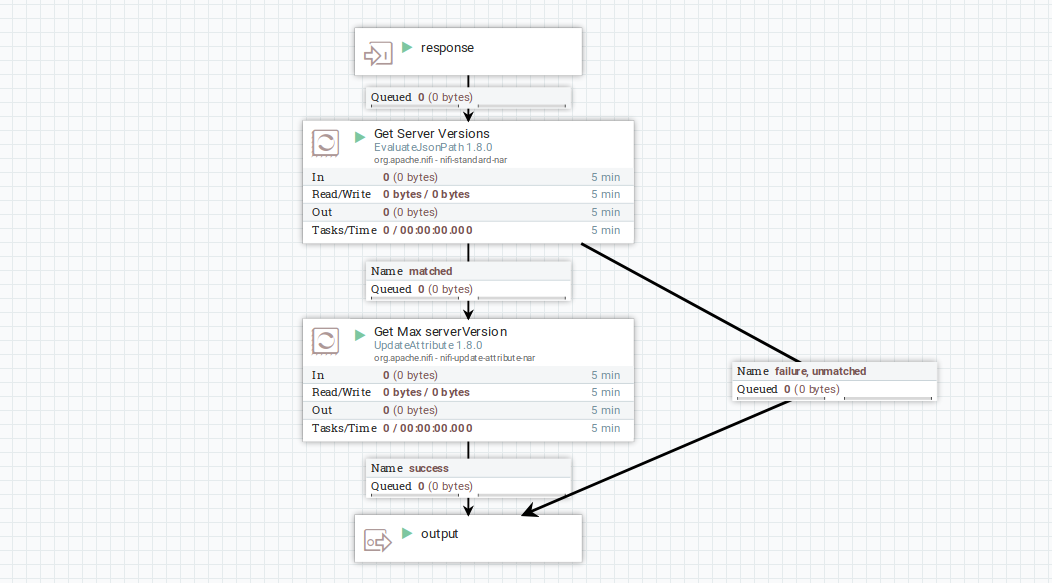 response
Queued 0 (0 bytes)
Get Server Versions
EvaluateJsonPath 1.8.0
org.apache.nifi - nifi-standard-nar
In 0 (0 bytes) 5 min
Read/Write 0 bytes / 0 bytes 5 min
Out 0 (0 bytes) 5 min
Tasks/Time 0 / 00:00:00.000 5 min
Name matched
Queued 0 (0 bytes)
Get Max serverVersion
UpdateAttribute 1.8.0
org.apache.nifi - nifi-update-attribute-nar
In 0 (0 bytes) 5 min
Read/Write 0 bytes / 0 bytes 5 min
Out 0 (0 bytes) 5 min
Tasks/Time 0 / 00:00:00.000 5 min
Name failure, unmatched
Queued 0 (0 bytes)
Name success
Queued 0 (0 bytes)
output